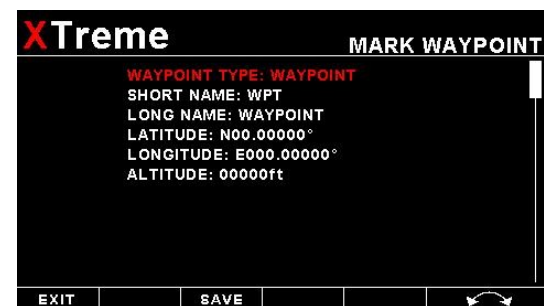 XTreme
MARK WAYPOINT
WAYPOINT TYPE: WAYPOINT
SHORT NAME: WPT
LONG NAME: WAYPOINT
LATITUDE: N00.00000°
LONGITUDE: E000.00000°
ALTITUDE: 00000ft
EXIT SAVE